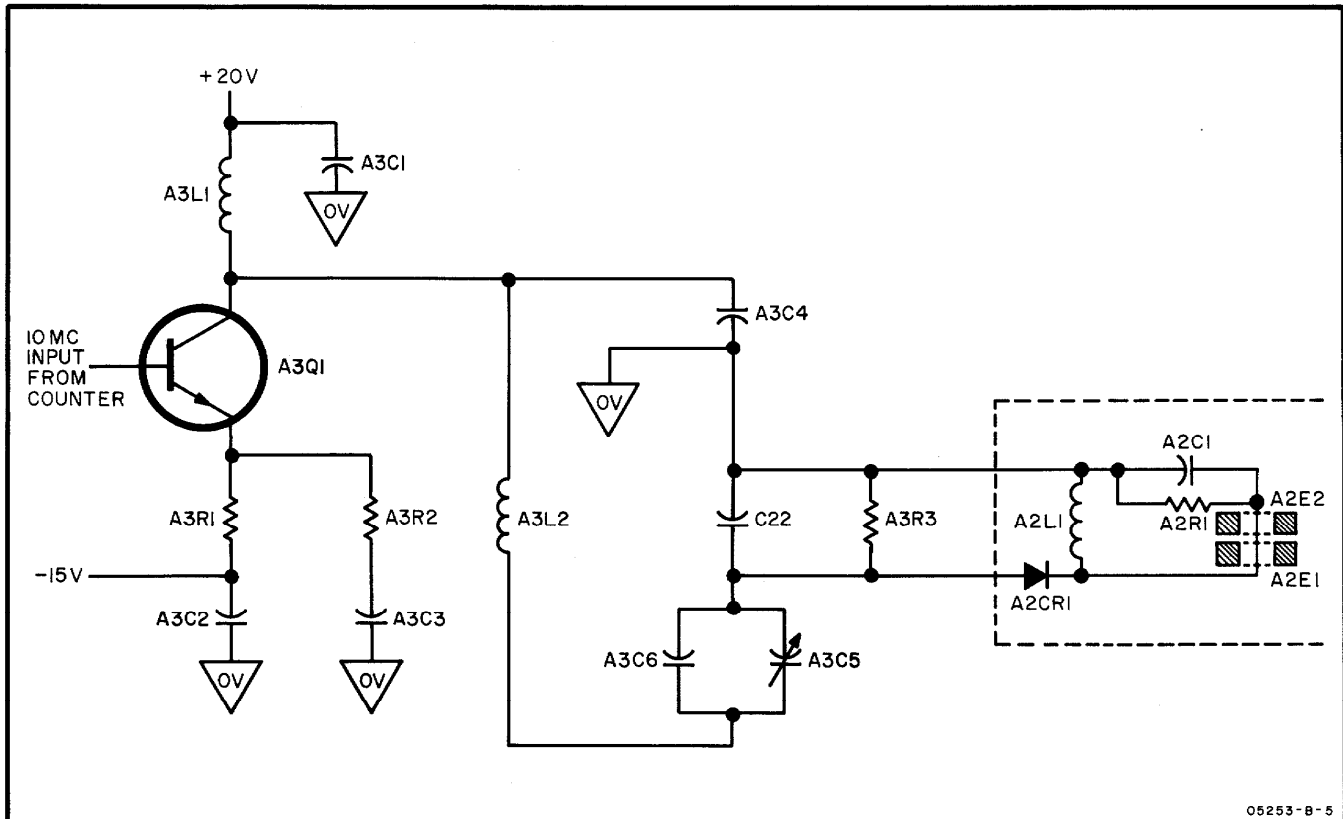 +20V
A3C1
0V
A3L1
A3C4
10MC
INPUT
FROM
COUNTER
A3Q1
0V
A2C1
A2E2
A2R1
A3R1
A3R2
A3L2
C22
A3R3
A2L1
A2E1
-15V
A2CR1
A3C2
A3C3
A3C6
A3C5
0V
0V
05253-B-5